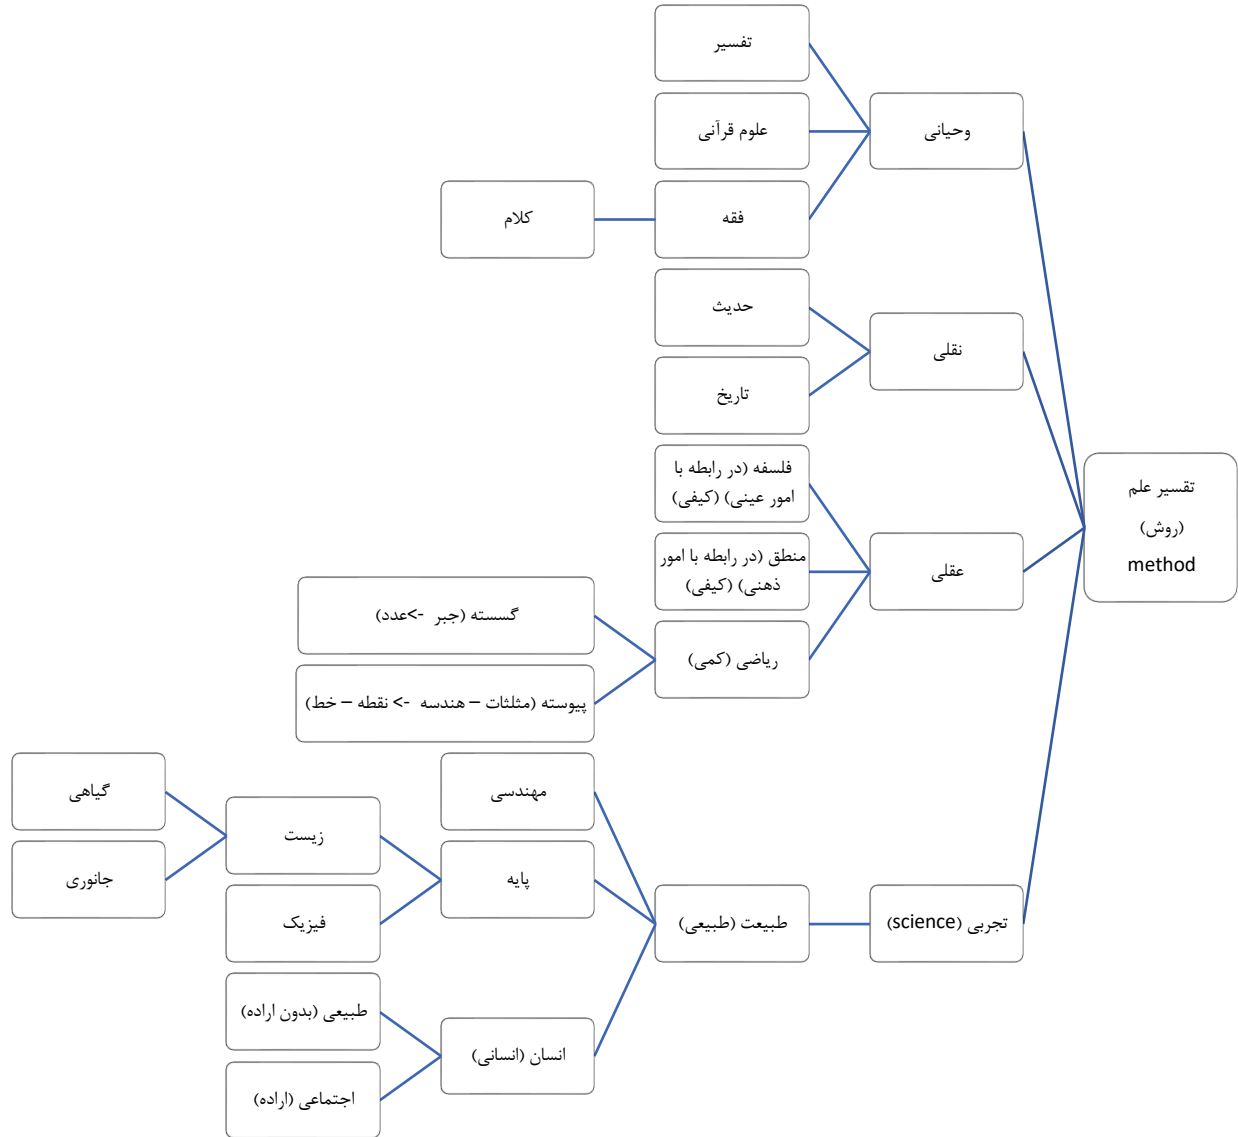 تقسیر علم
(روش)
method
وحیانی
تفسیر
علوم قرآنی
فقه
کلام
نقلی
حدیث
تاریخ
عقلی
فلسفه (در رابطه با
امور عینی) (کیفی)
منطق (در رابطه با امور
ذهنی) (کیفی)
ریاضی (کمی)
گسسته (جبر <-عدد)
پیوسته (مثلثات – هندسه <- نقطه – خط)
تجربی (science)
طبیعت (طبیعی)
مهندسی
پایه
زیست
گیاهی
جانوری
فیزیک
انسان (انسانی)
طبیعی (بدون اراده)
اجتماعی (اراده)